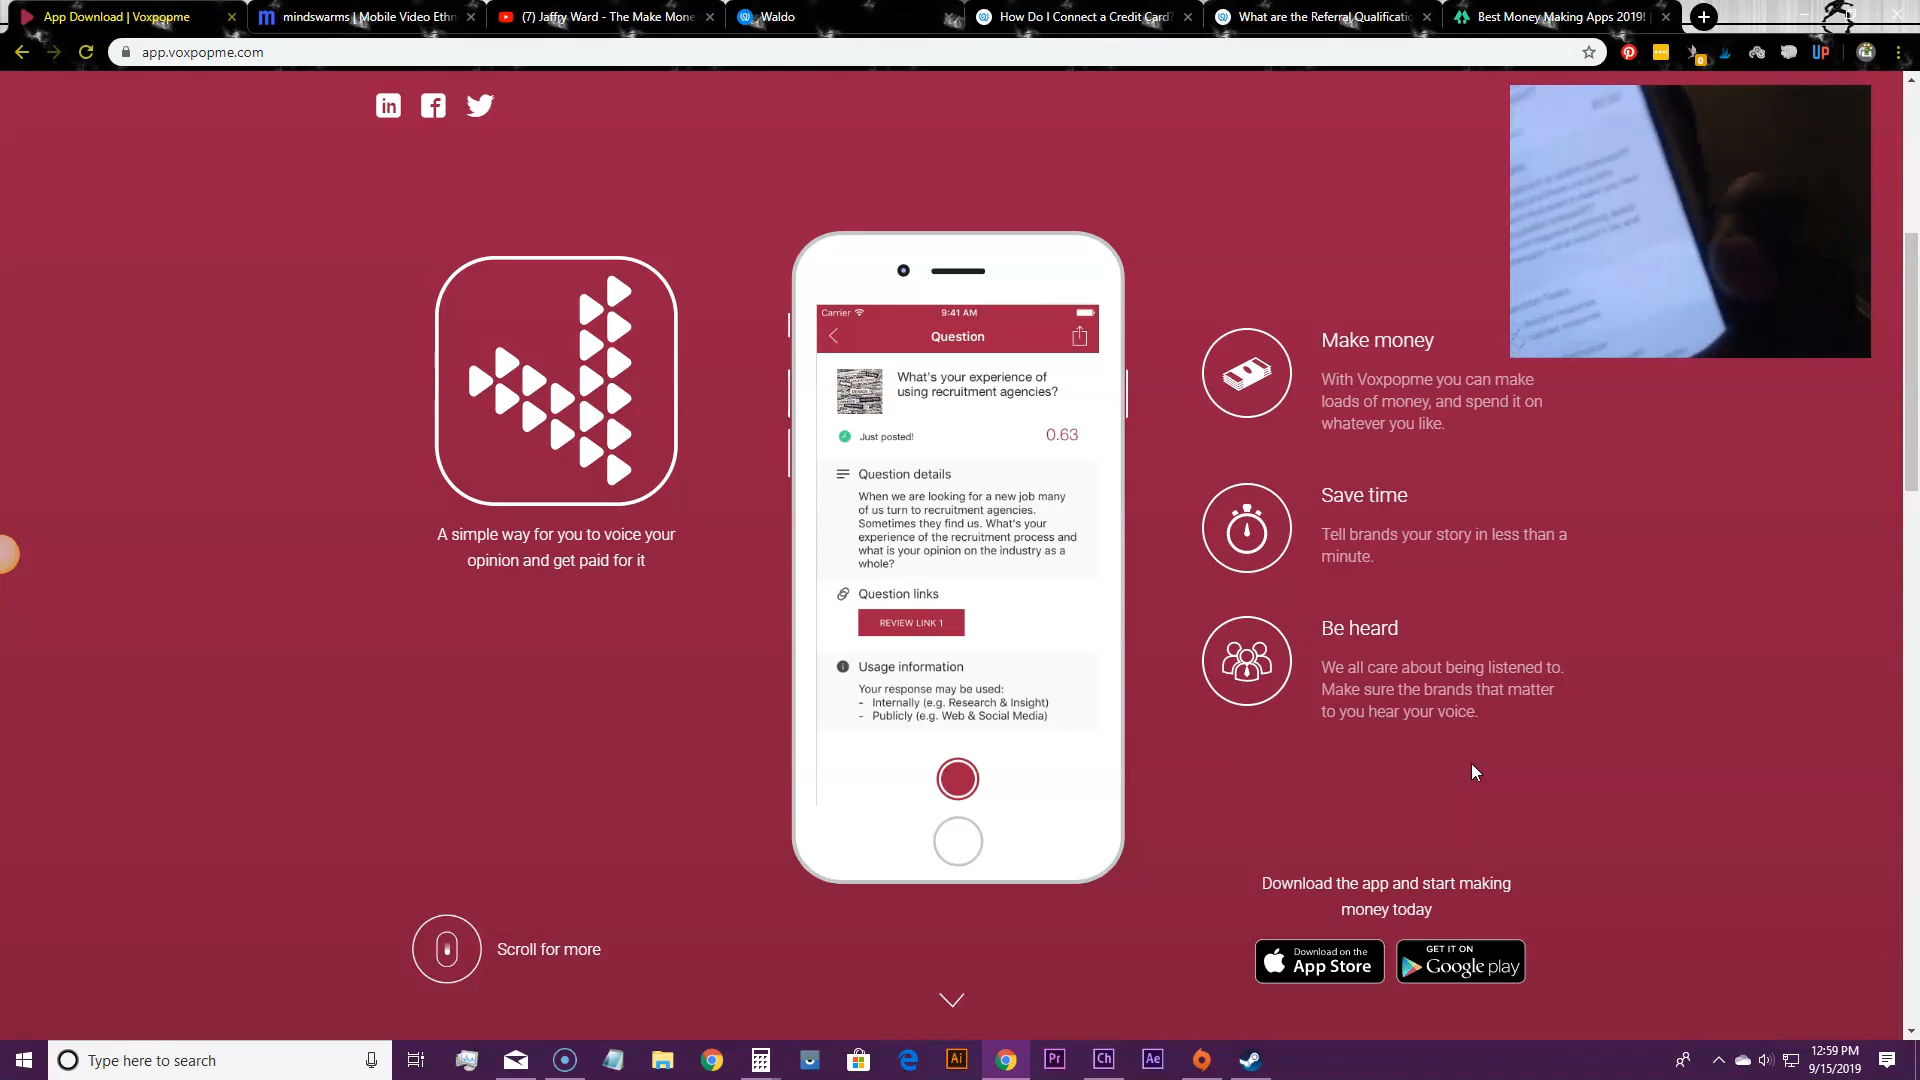 App Download | Voxpopme
mindswarms | Mobile Video Ethn
(7) Jaffry Ward - The Make Mone
Waldo
How Do I Connect a Credit Card?
What are the Referral Qualificatio
Best Money Making Apps 2019!
app.voxpopme.com
UP
0
Carrier
9:41 AM
Question
What's your experience of
using recruitment agencies?
Just posted!
0.63
Question details
When we are looking for a new job many
of us turn to recruitment agencies.
Sometimes they find us. What's your
experience of the recruitment process and
what is your opinion on the industry as a
whole?
Question links
REVIEW LINK 1
Usage information
Your response may be used:
- Internally (e.g. Research & Insight)
- Publicly (e.g. Web & Social Media)
A simple way for you to voice your
opinion and get paid for it
Make money
With Voxpopme you can make
loads of money, and spend it on
whatever you like.
Save time
Tell brands your story in less than a
minute.
Be heard
We all care about being listened to.
Make sure the brands that matter
to you hear your voice.
Download the app and start making
money today
Download on the
App Store
GET IT ON
Google play
Scroll for more
Type here to search
Ai
Pr
Ch
Ae
12:59 PM
9/15/2019